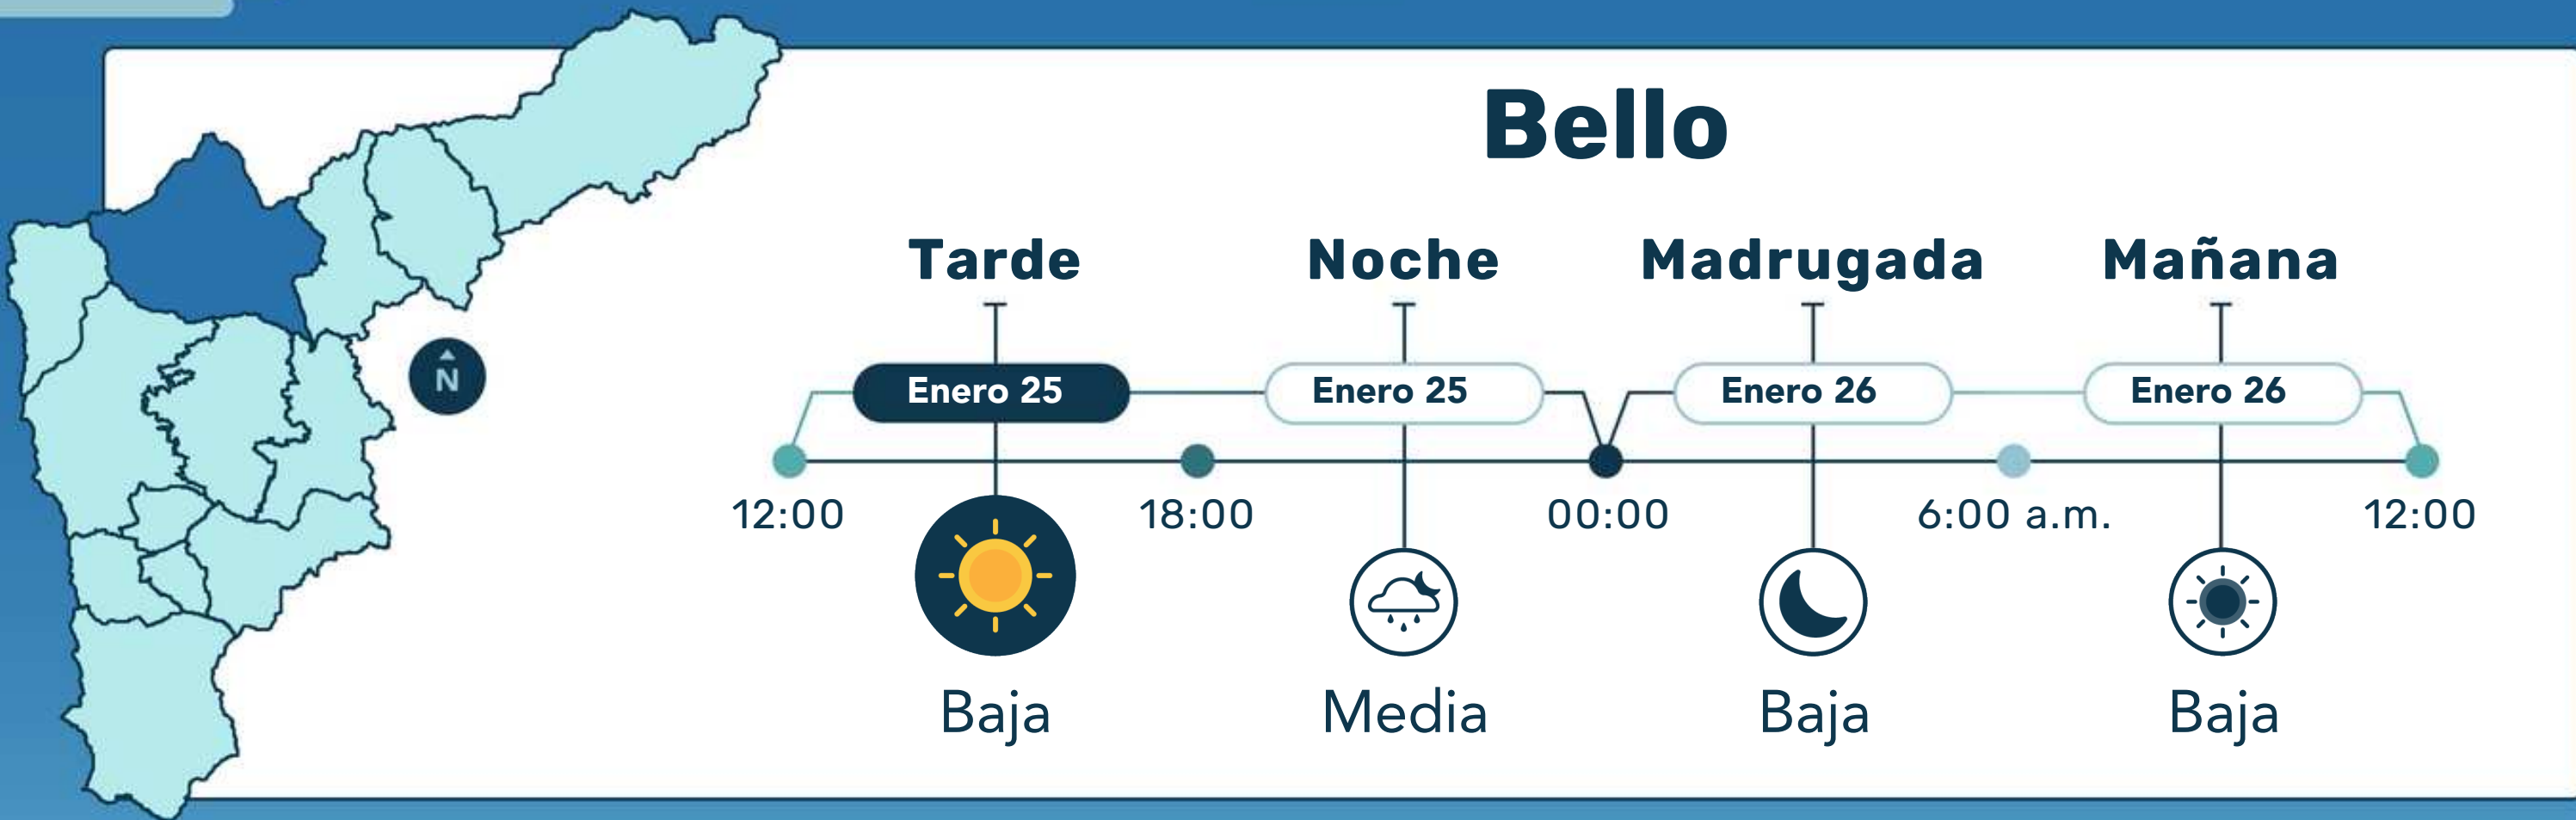 Bello
Tarde Noche Madrugada Mañana
N
Enero 25 Enero 25 Enero 26 Enero 26
12:00 18:00 00:00 6:00 a.m. 12:00
Baja Media Baja Baja